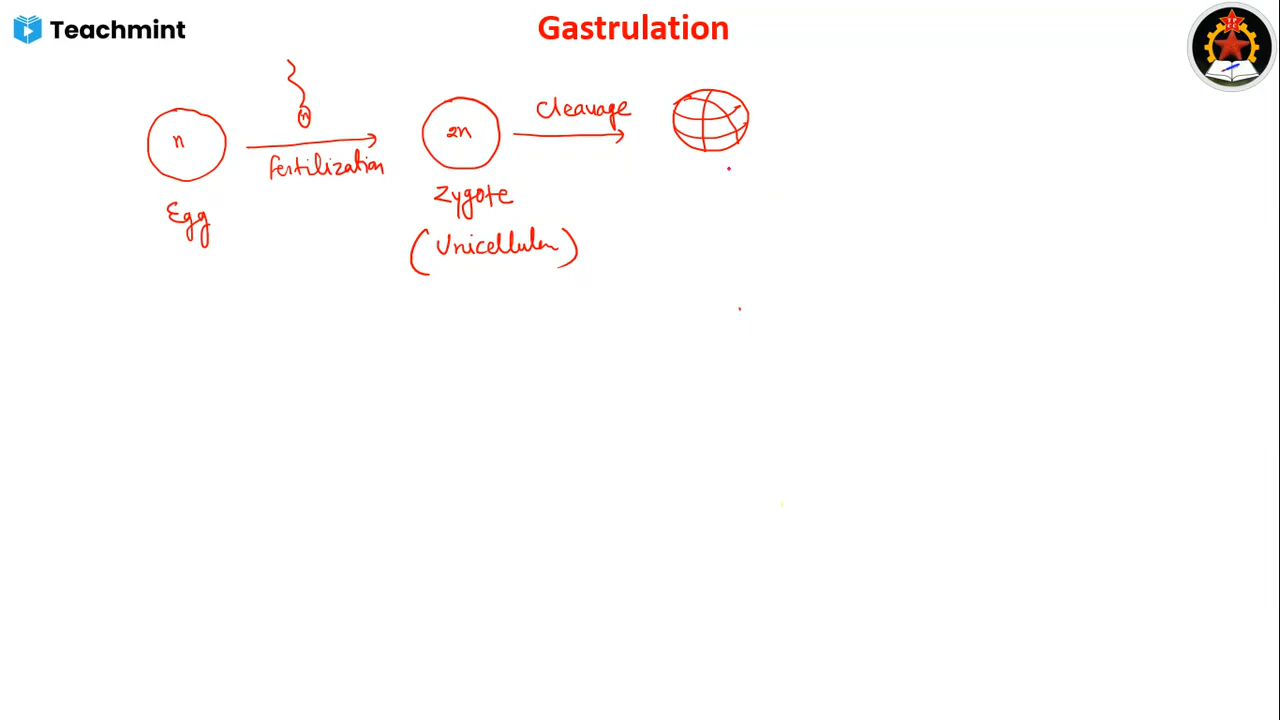 Teachmint
Gastrulation
n
n
Fertilization
Egg
2n
Zygote
(Unicellular)
Cleavage